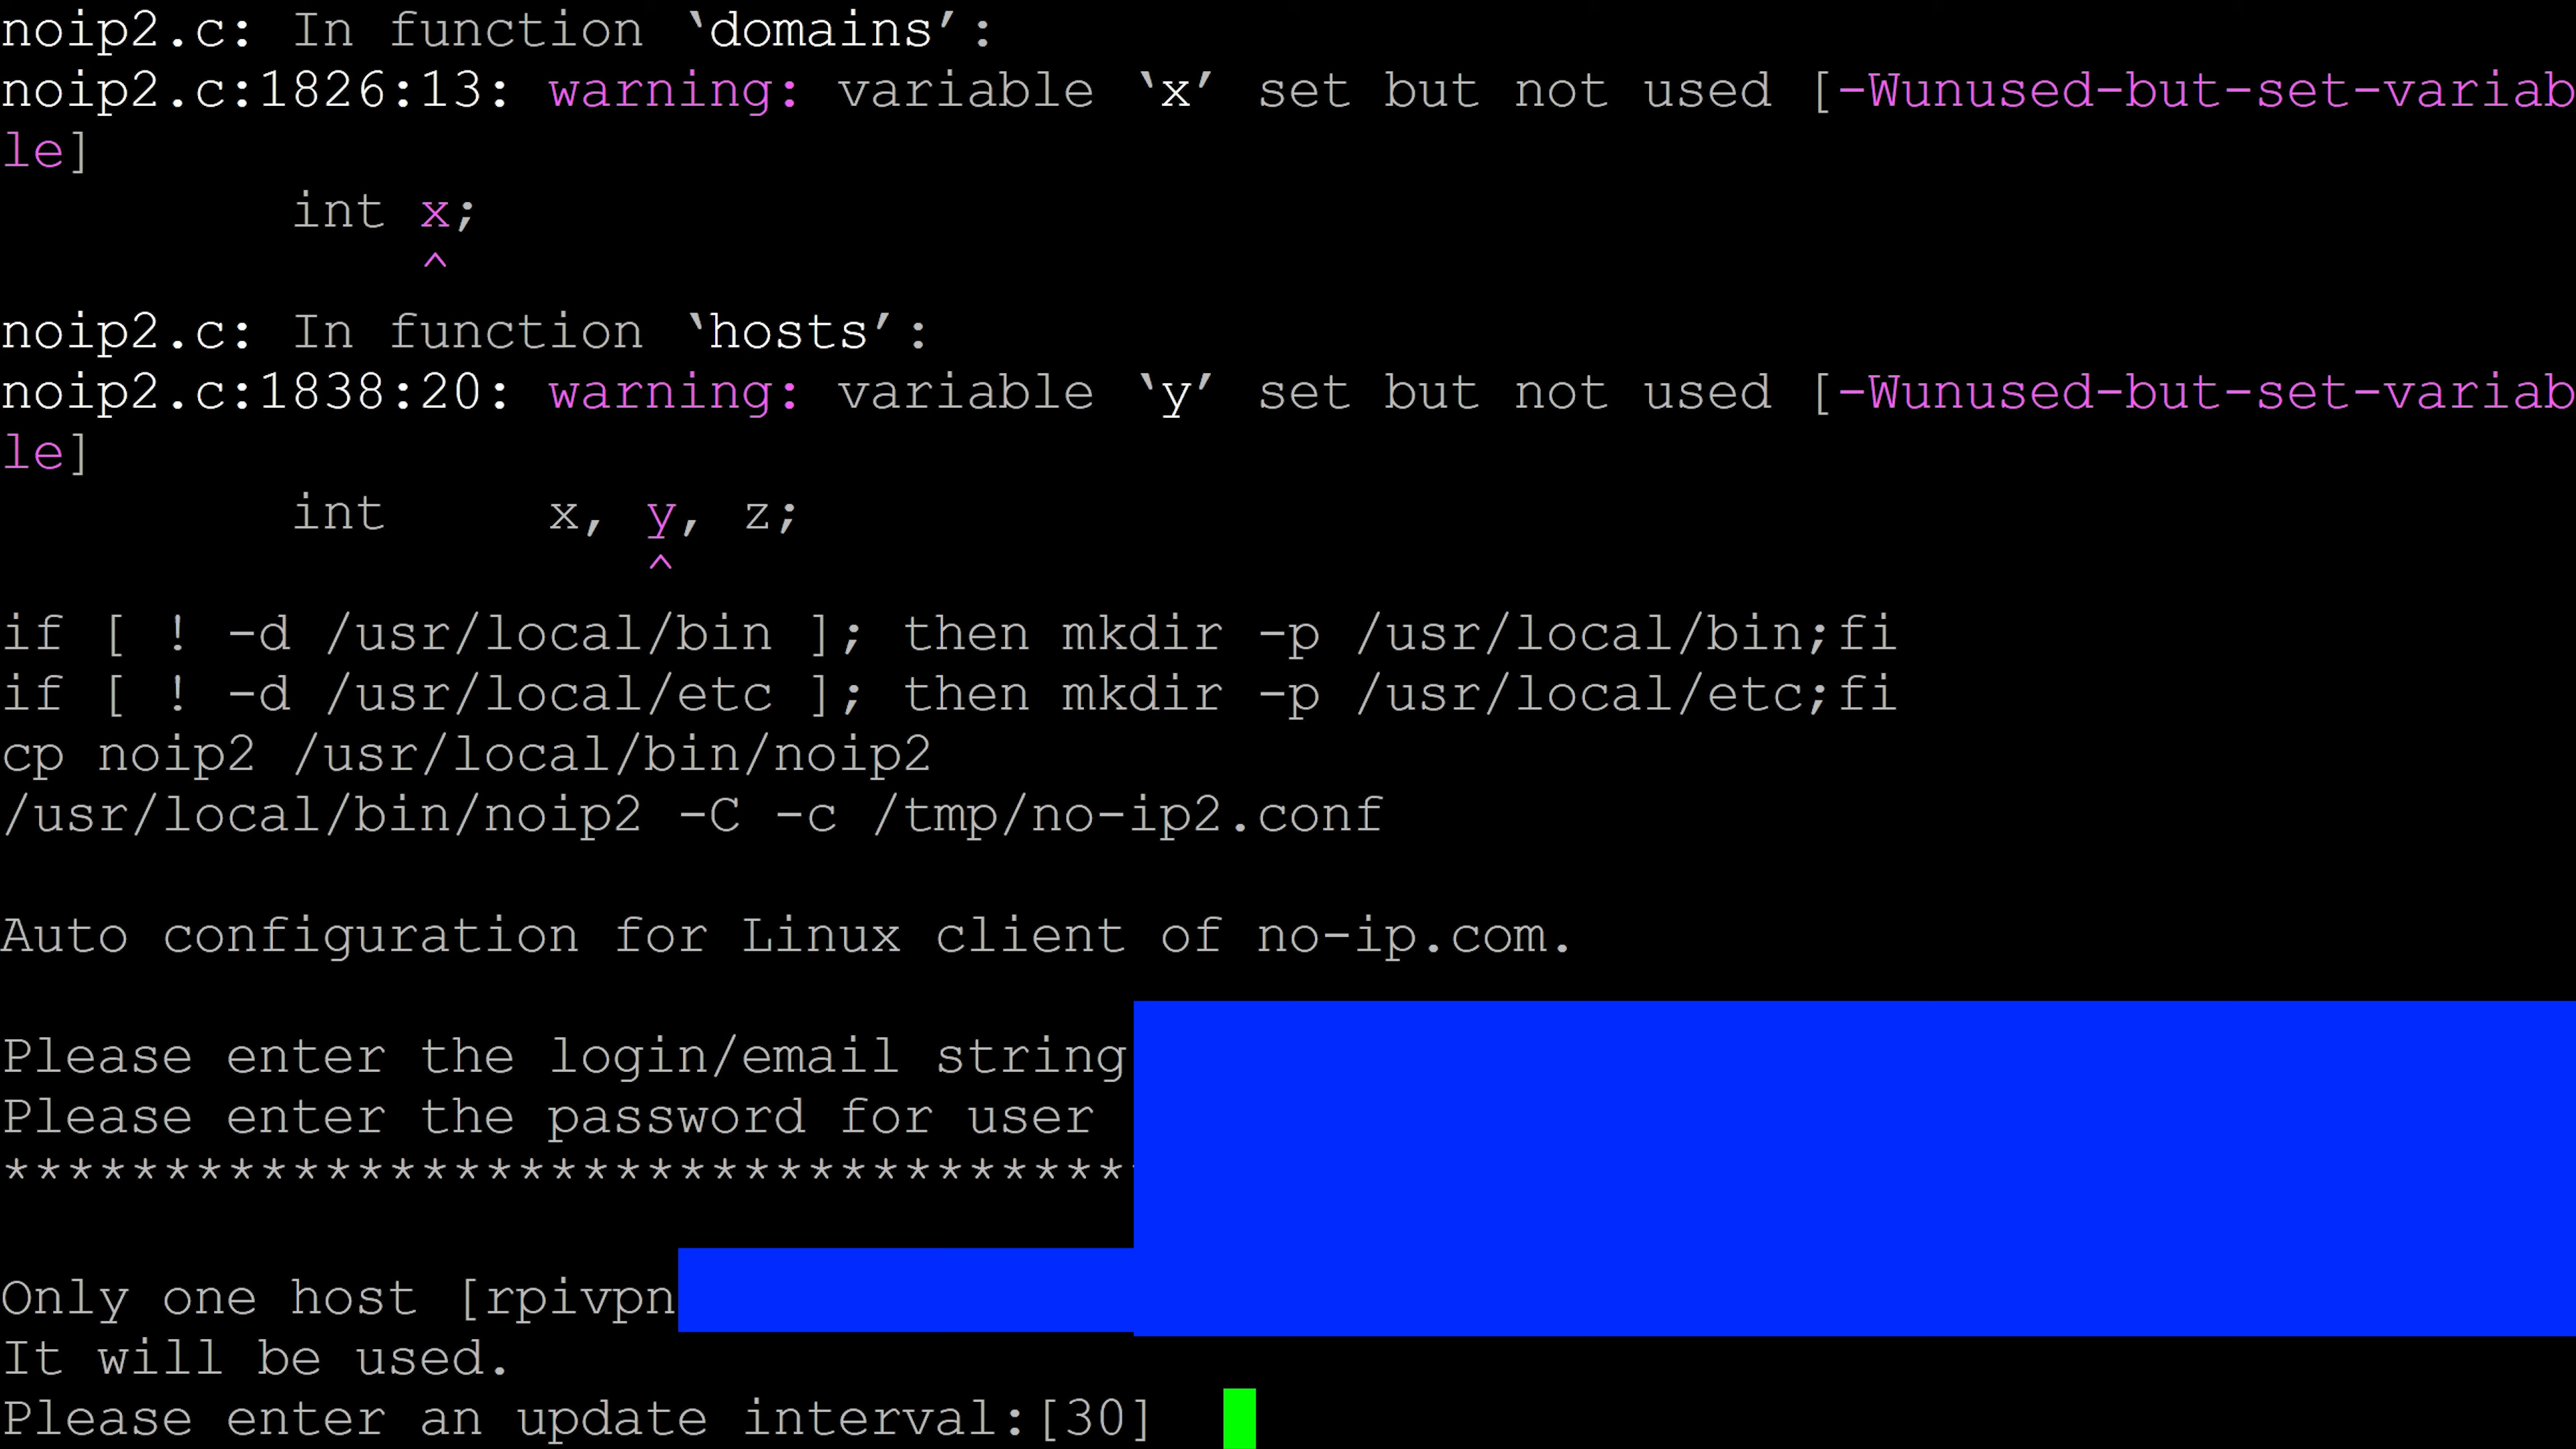 noip2.c: In function ‘domains’:
noip2.c:1826:13: warning: variable ‘x’ set but not used [-Wunused-but-set-variab
le]
int x;
^
noip2.c: In function ‘hosts’:
noip2.c:1838:20: warning: variable ‘y’ set but not used [-Wunused-but-set-variab
le]
int x, y, z;
^
if [ ! -d /usr/local/bin ]; then mkdir -p /usr/local/bin;fi
if [ ! -d /usr/local/etc ]; then mkdir -p /usr/local/etc;fi
cp noip2 /usr/local/bin/noip2
/usr/local/bin/noip2 -C -c /tmp/no-ip2.conf
Auto configuration for Linux client of no-ip.com.
Please enter the login/email string
Please enter the password for user
***********************************
Only one host [rpivpn
It will be used.
Please enter an update interval:[30]